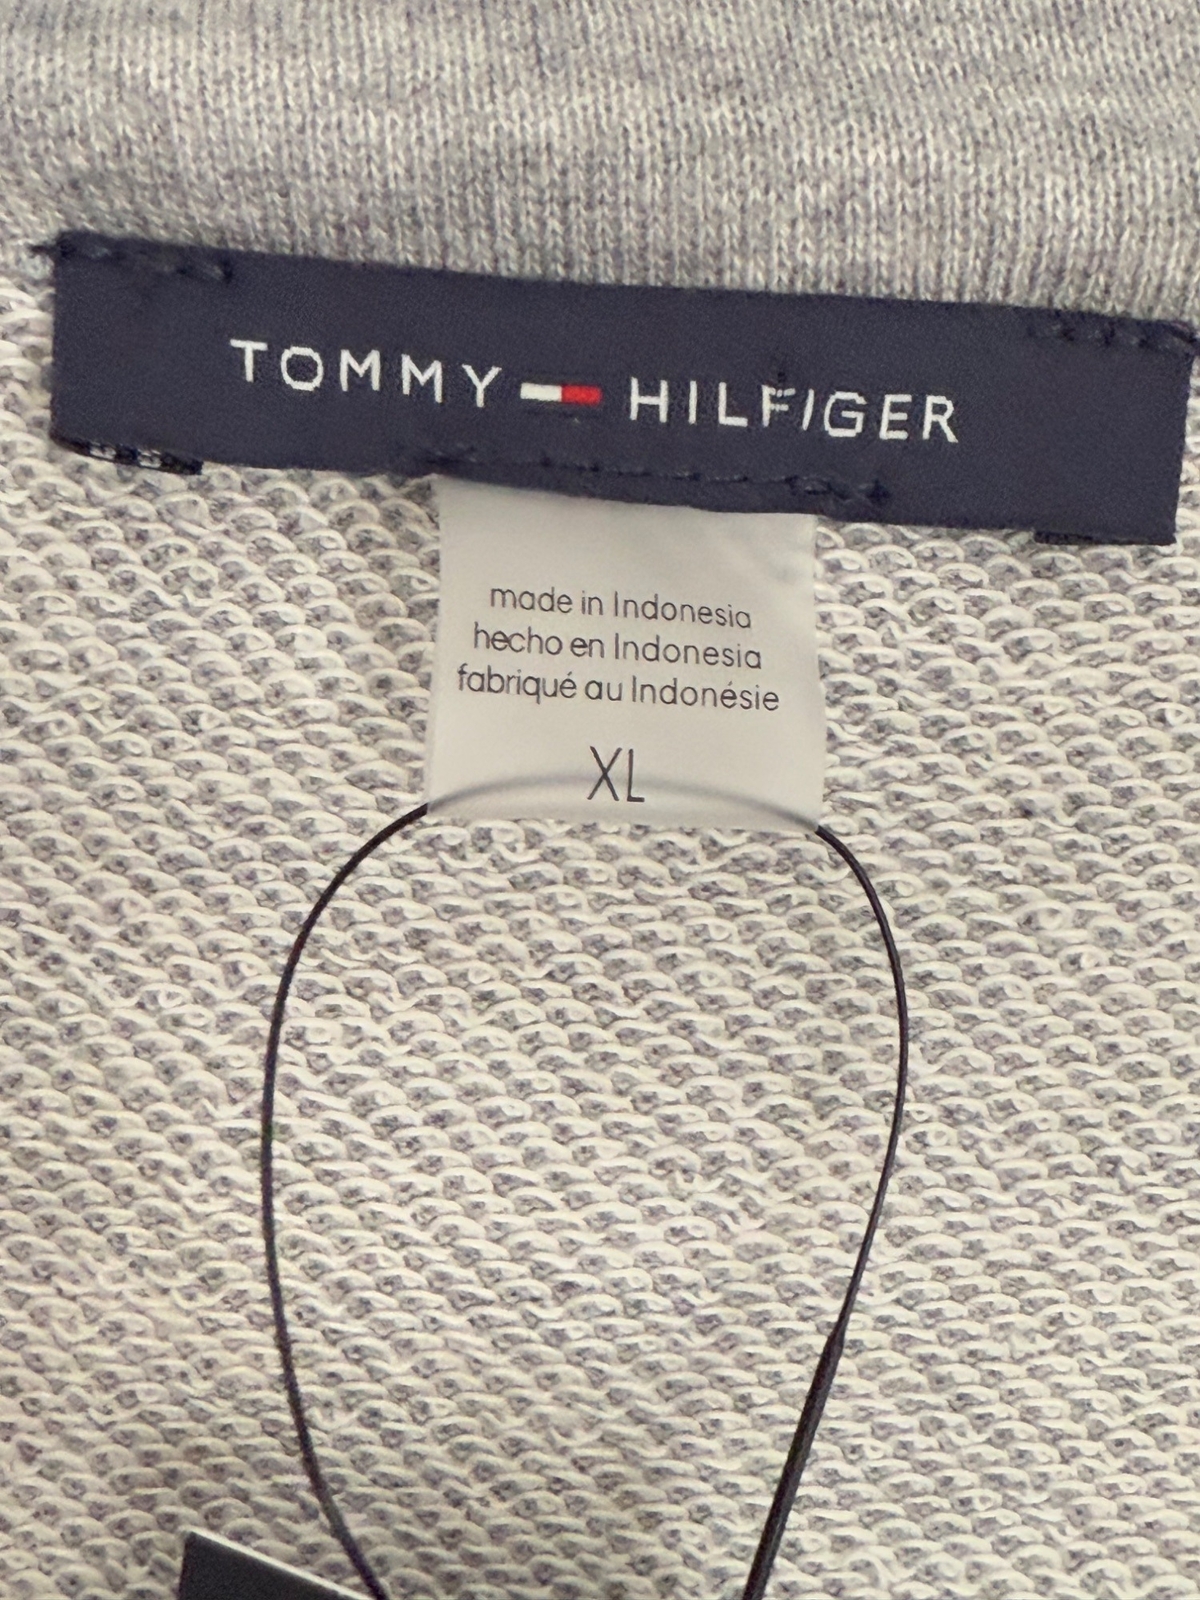 TOMMY HILFIGER
made in Indonesia
hecho en Indonesia
fabriqué au Indonésie
XL